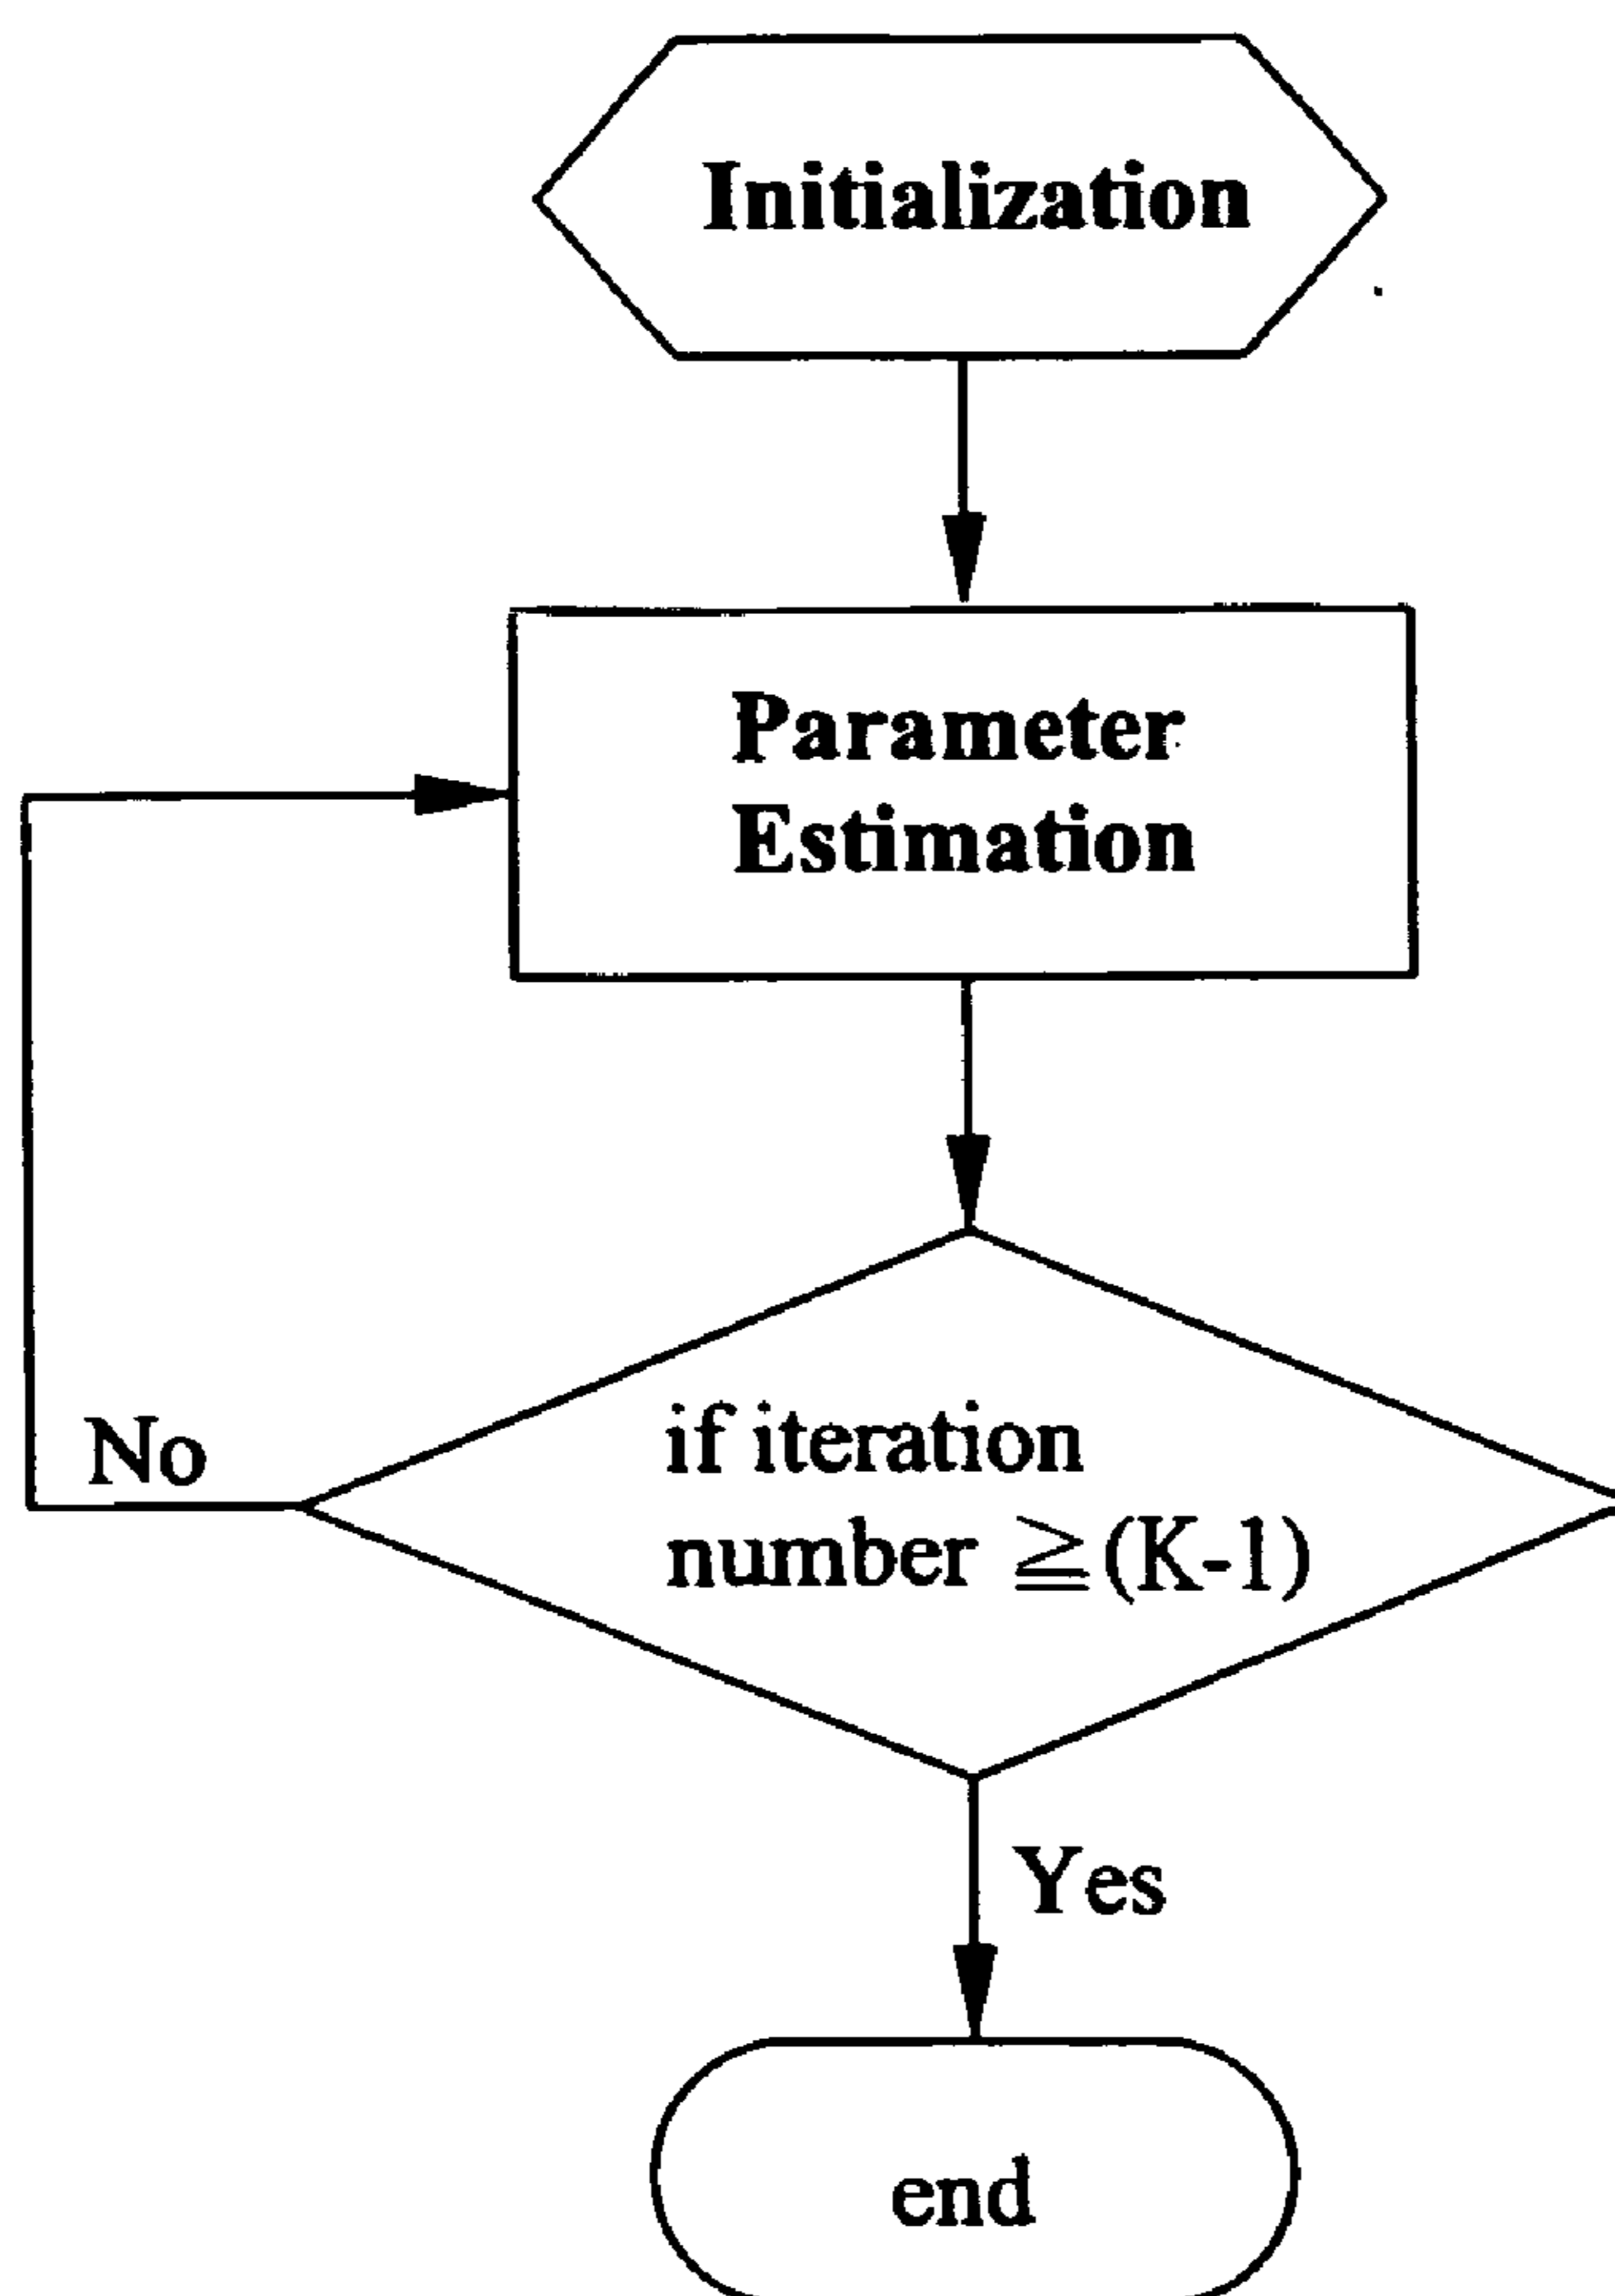 Initialization
Parameter
Estimation
if iteration
number ≧(K-1)
No
Yes
end